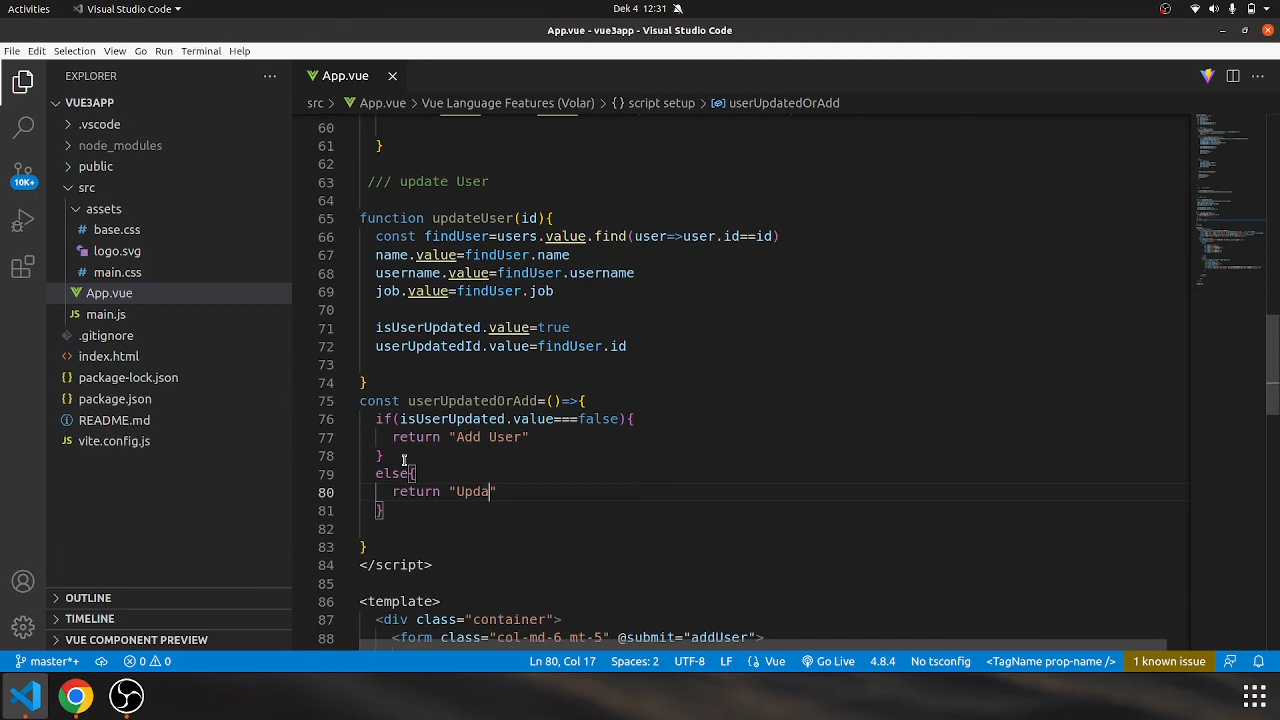 Activities
Visual Studio Code
Dek 4 12:31
App.vue - vue3app - Visual Studio Code
File Edit Selection View Go Run Terminal Help
EXPLORER
App.vue
VUE3APP
src > App.vue > Vue Language Features (Volar) > {} script setup > userUpdatedOrAdd
.vscode
node_modules
public
src
assets
base.css
logo.svg
main.css
App.vue
main.js
.gitignore
index.html
package-lock.json
package.json
README.md
vite.config.js
OUTLINE
TIMELINE
VUE COMPONENT PREVIEW
10K+
60
61 }
62
63 /// update User
64
65 function updateUser(id){
66 const findUser=users.value.find(user=>user.id==id)
67 name.value=findUser.name
68 username.value=findUser.username
69 job.value=findUser.job
70
71 isUserUpdated.value=true
72 userUpdatedId.value=findUser.id
73
74 }
75 const userUpdatedOrAdd=()=>{
76 if(isUserUpdated.value===false){
77 return "Add User"
78 }
79 else{
80 return "Upda"
81 }
82
83 }
84 </script>
85
86 <template>
87 <div class="container">
88 <form class="col-md-6 mt-5" @submit="addUser">
master*+ 0 0 Ln 80, Col 17 Spaces: 2 UTF-8 LF {} Vue Go Live 4.8.4 No tsconfig <TagName prop-name /> 1 known issue